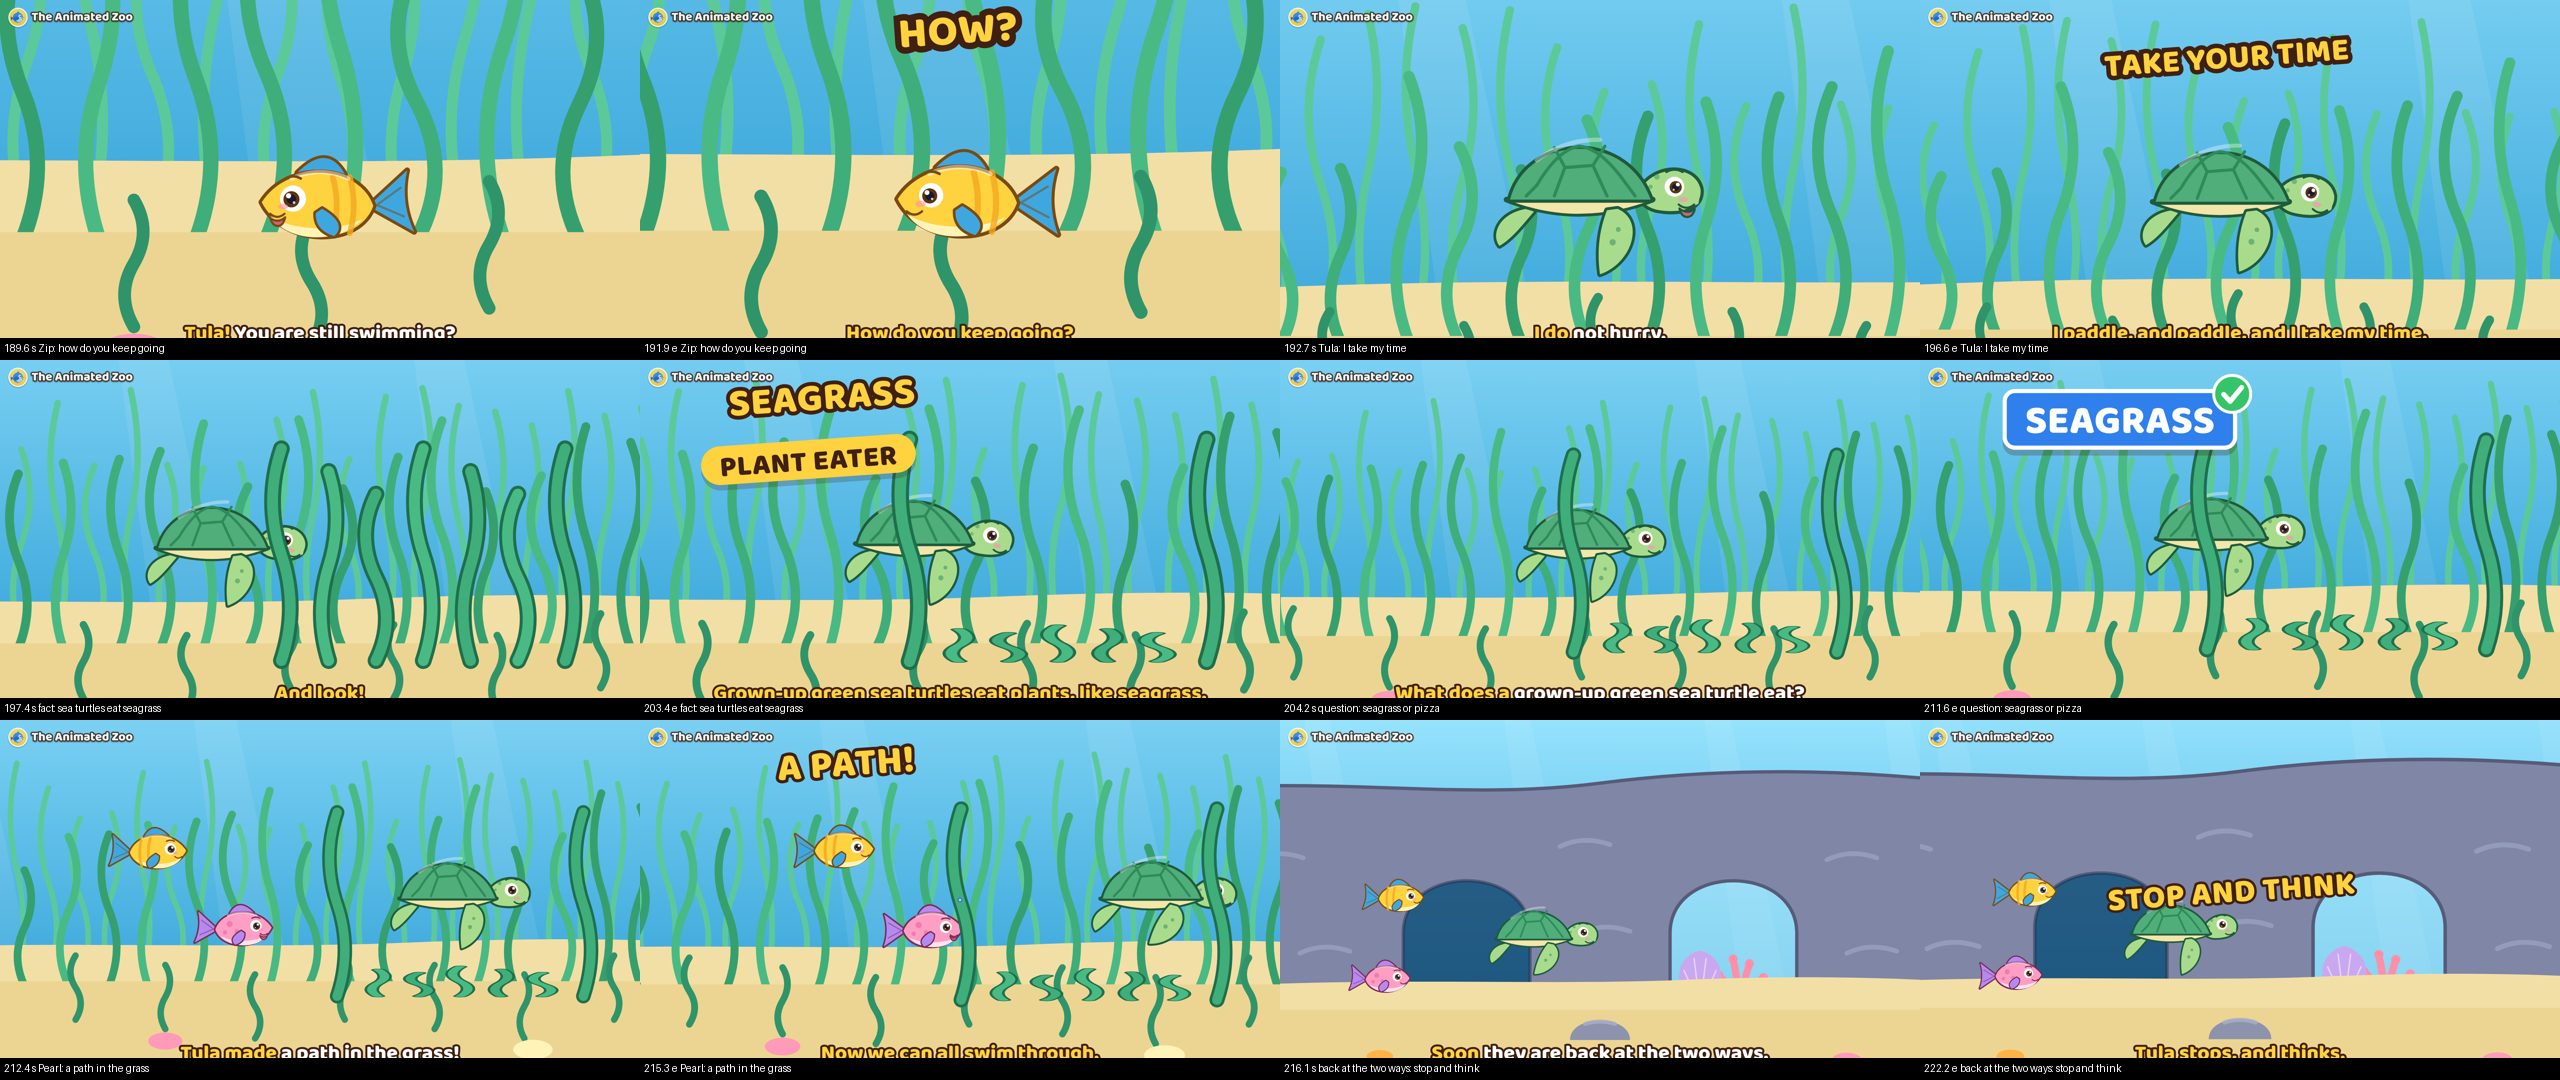 The Animated Zoo
Tula! You are still swimming?
189.6 s Zip: how do you keep going
The Animated Zoo
HOW?
How do you keep going?
191.9 e Zip: how do you keep going
The Animated Zoo
I do not hurry.
192.7 s Tula: I take my time
The Animated Zoo
TAKE YOUR TIME
I paddle, and paddle, and I take my time.
196.6 e Tula: I take my time
The Animated Zoo
And look!
197.4 s fact: sea turtles eat seagrass
The Animated Zoo
SEAGRASS
PLANT EATER
Grown-up green sea turtles eat plants, like seagrass.
203.4 e fact: sea turtles eat seagrass
The Animated Zoo
What does a grown-up green sea turtle eat?
204.2 s question: seagrass or pizza
The Animated Zoo
SEAGRASS
211.6 e question: seagrass or pizza
The Animated Zoo
Tula made a path in the grass!
212.4 s Pearl: a path in the grass
The Animated Zoo
A PATH!
Now we can all swim through.
215.3 e Pearl: a path in the grass
The Animated Zoo
Soon they are back at the two ways.
216.1 s back at the two ways: stop and think
The Animated Zoo
STOP AND THINK
Tula stops, and thinks.
222.2 e back at the two ways: stop and think